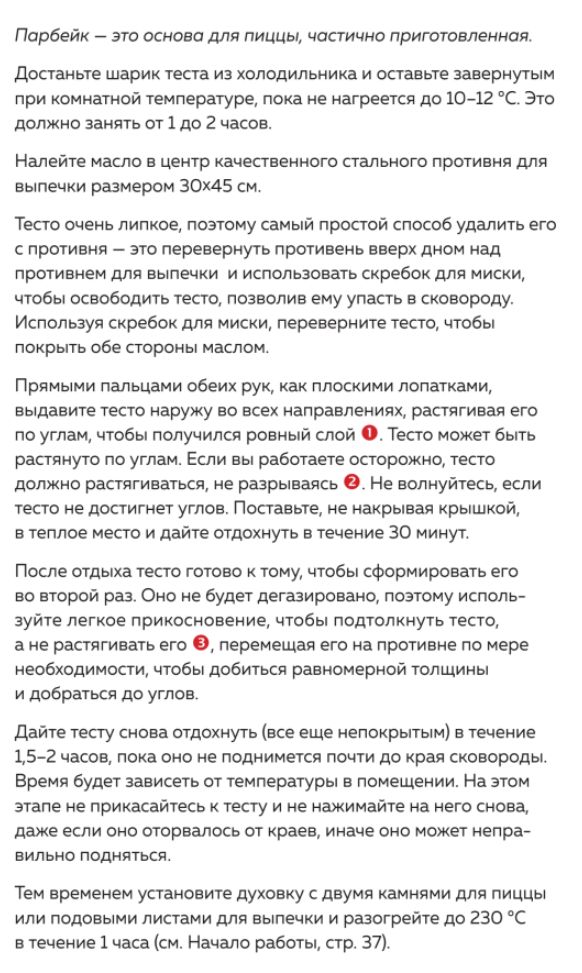 Парбейк — это основа для пиццы, частично приготовленная.
Достаньте шарик теста из холодильника и оставьте завернутым
при комнатной температуре, пока не нагреется до 10–12 °C. Это
должно занять от 1 до 2 часов.
Налейте масло в центр качественного стального противня для
выпечки размером 30×45 см.
Тесто очень липкое, поэтому самый простой способ удалить его
с противня — это перевернуть противень вверх дном над
противнем для выпечки и использовать скребок для миски,
чтобы освободить тесто, позволив ему упасть в сковороду.
Используя скребок для миски, переверните тесто, чтобы
покрыть обе стороны маслом.
Прямыми пальцами обеих рук, как плоскими лопатками,
выдавите тесто наружу во всех направлениях, растягивая его
по углам, чтобы получился ровный слой 1. Тесто может быть
растянуто по углам. Если вы работаете осторожно, тесто
должно растягиваться, не разрываясь 2. Не волнуйтесь, если
тесто не достигнет углов. Поставьте, не накрывая крышкой,
в теплое место и дайте отдохнуть в течение 30 минут.
После отдыха тесто готово к тому, чтобы сформировать его
во второй раз. Оно не будет дегазировано, поэтому исполь-
зуйте легкое прикосновение, чтобы подтолкнуть тесто,
а не растягивать его 3, перемещая его на противне по мере
необходимости, чтобы добиться равномерной толщины
и добраться до углов.
Дайте тесту снова отдохнуть (все еще непокрытым) в течение
1,5–2 часов, пока оно не поднимется почти до края сковороды.
Время будет зависеть от температуры в помещении. На этом
этапе не прикасайтесь к тесту и не нажимайте на него снова,
даже если оно оторвалось от краев, иначе оно может непра-
вильно подняться.
Тем временем установите духовку с двумя камнями для пиццы
или подовыми листами для выпечки и разогрейте до 230 °C
в течение 1 часа (см. Начало работы, стр. 37).